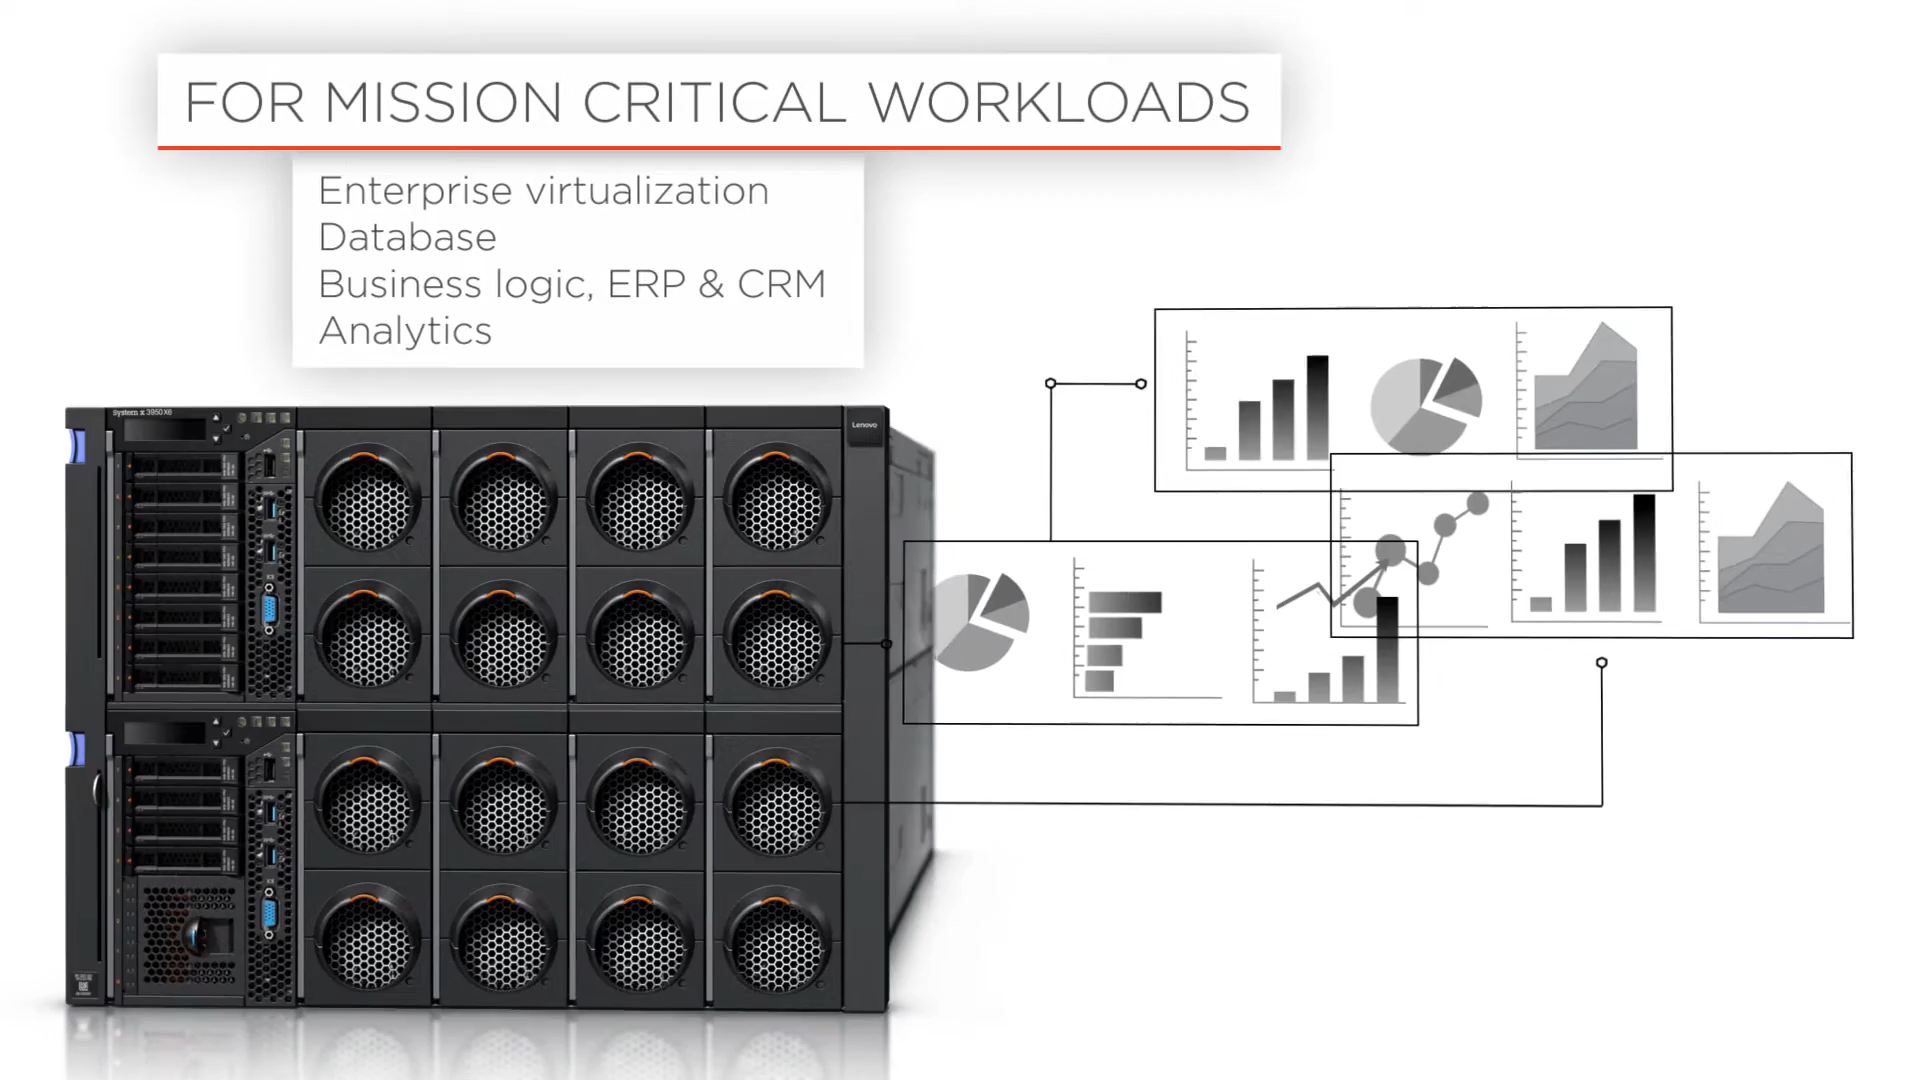 FOR MISSION CRITICAL WORKLOADS
Enterprise virtualization
Database
Business logic, ERP & CRM
Analytics
System x 3950 X6
Lenovo